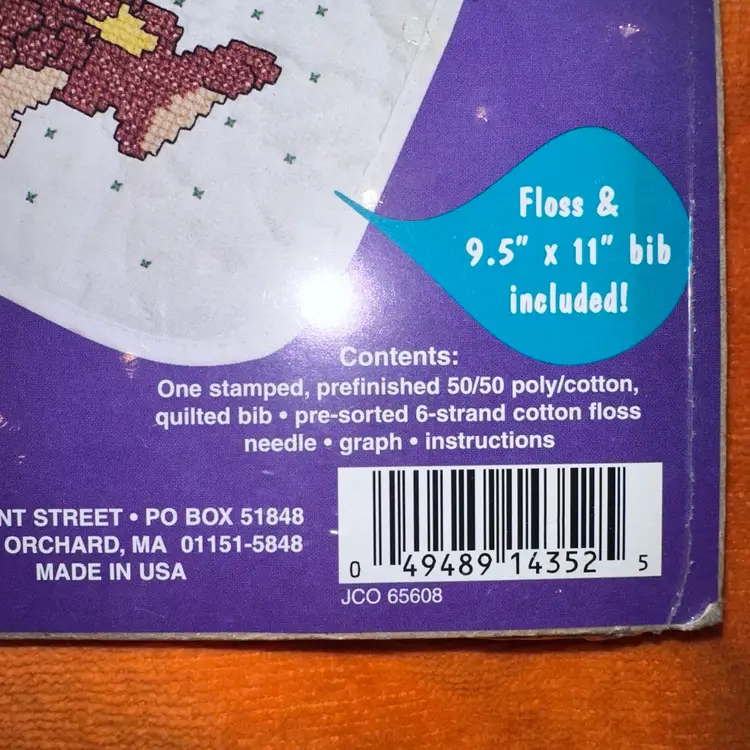 Floss &
9.5" x 11" bib
included!
Contents:
One stamped, prefinished 50/50 poly/cotton,
quilted bib • pre-sorted 6-strand cotton floss
needle • graph • instructions
NT STREET • PO BOX 51848
ORCHARD, MA 01151-5848
MADE IN USA
0 49489 14352 5
JCO 65608